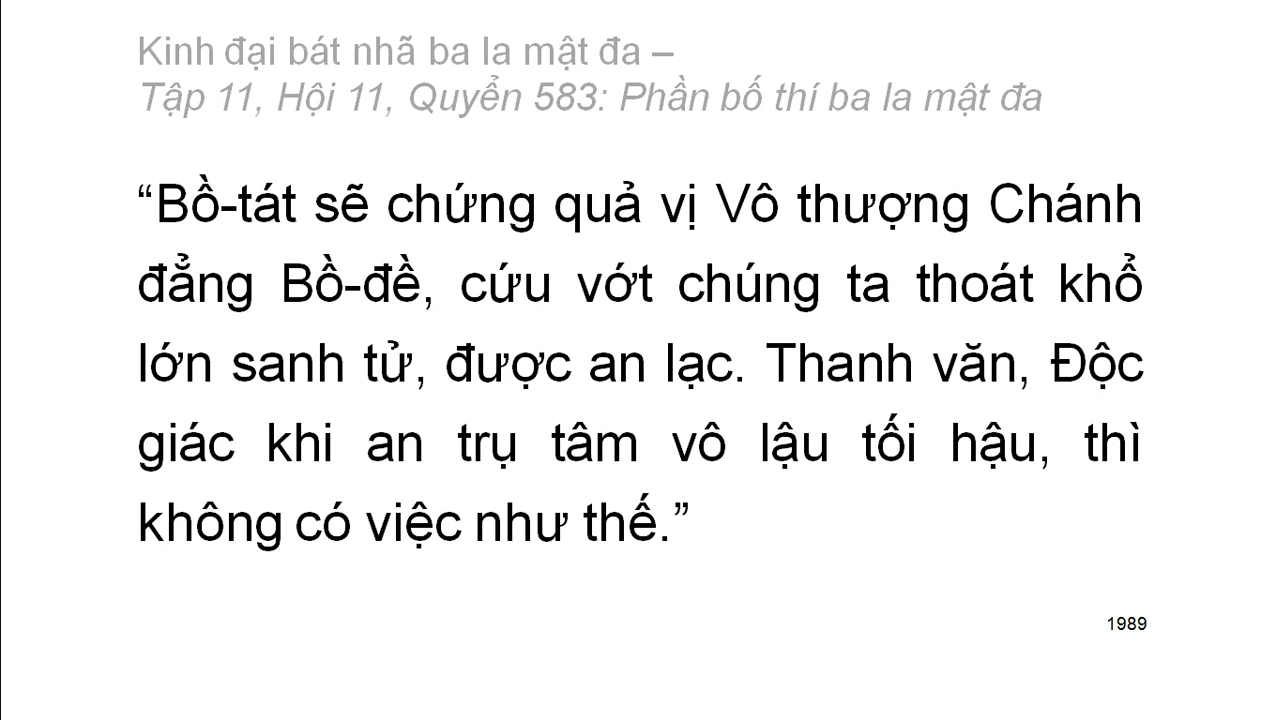 Kinh đại bát nhã ba la mật đa –
Tập 11, Hội 11, Quyển 583: Phần bố thí ba la mật đa
“Bồ-tát sẽ chứng quả vị Vô thượng Chánh
đẳng Bồ-đề, cứu vớt chúng ta thoát khổ
lớn sanh tử, được an lạc. Thanh văn, Độc
giác khi an trụ tâm vô lậu tối hậu, thì
không có việc như thế.”
1989